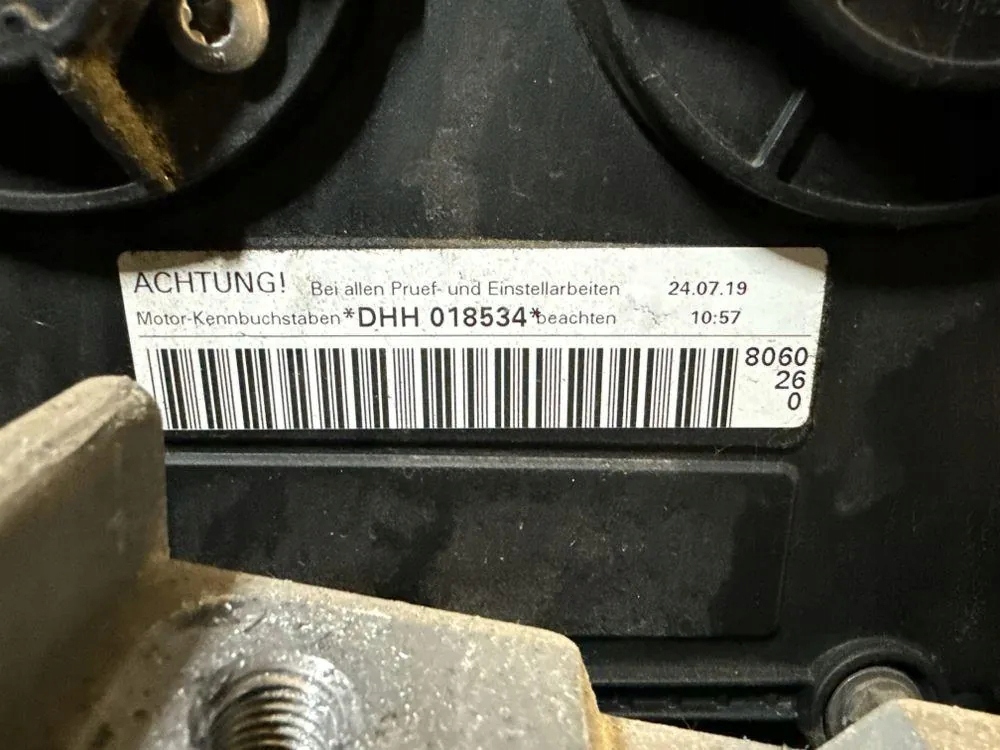 ACHTUNG! Bei allen Pruef- und Einstellarbeiten 24.07.19
Motor-Kennbuchstaben *DHH 018534* beachten 10:57
8060
26
0